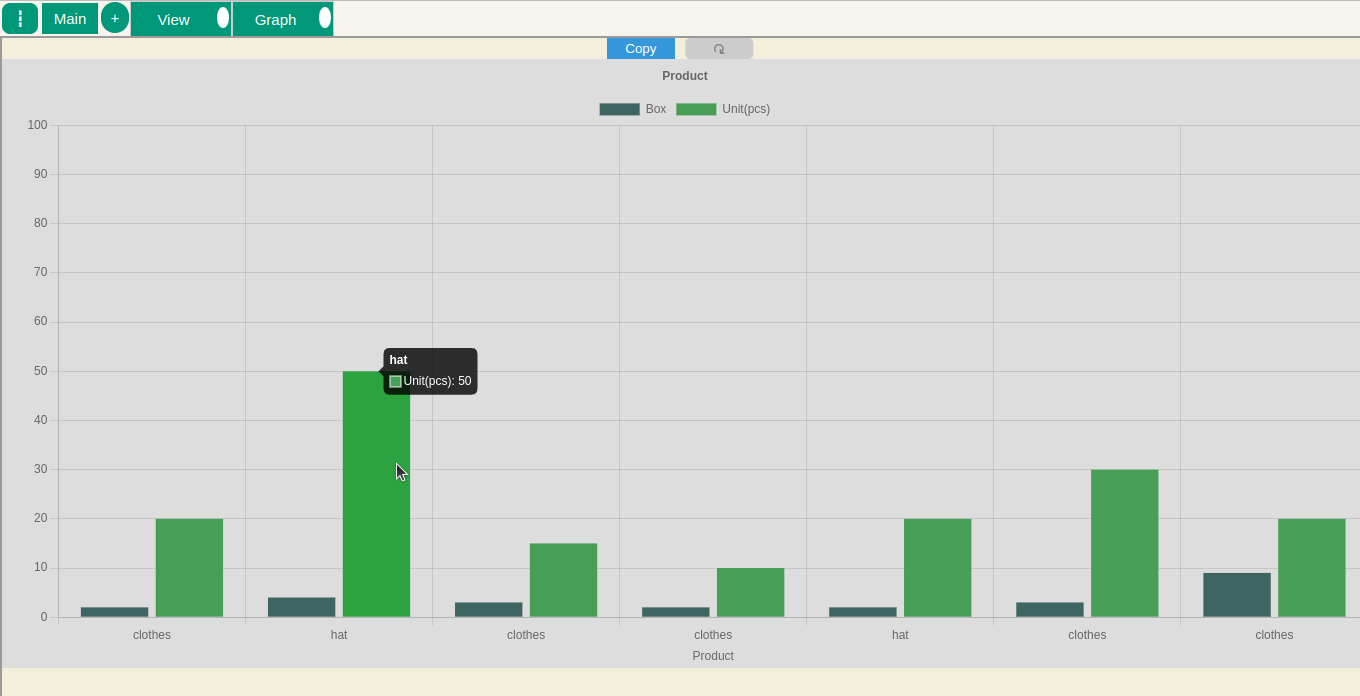 Main + View Graph
Copy
Product
Box Unit(pcs)
100
90
80
70
60
50
40
30
20
10
0
hat
Unit(pcs): 50
clothes hat clothes clothes hat clothes clothes
Product